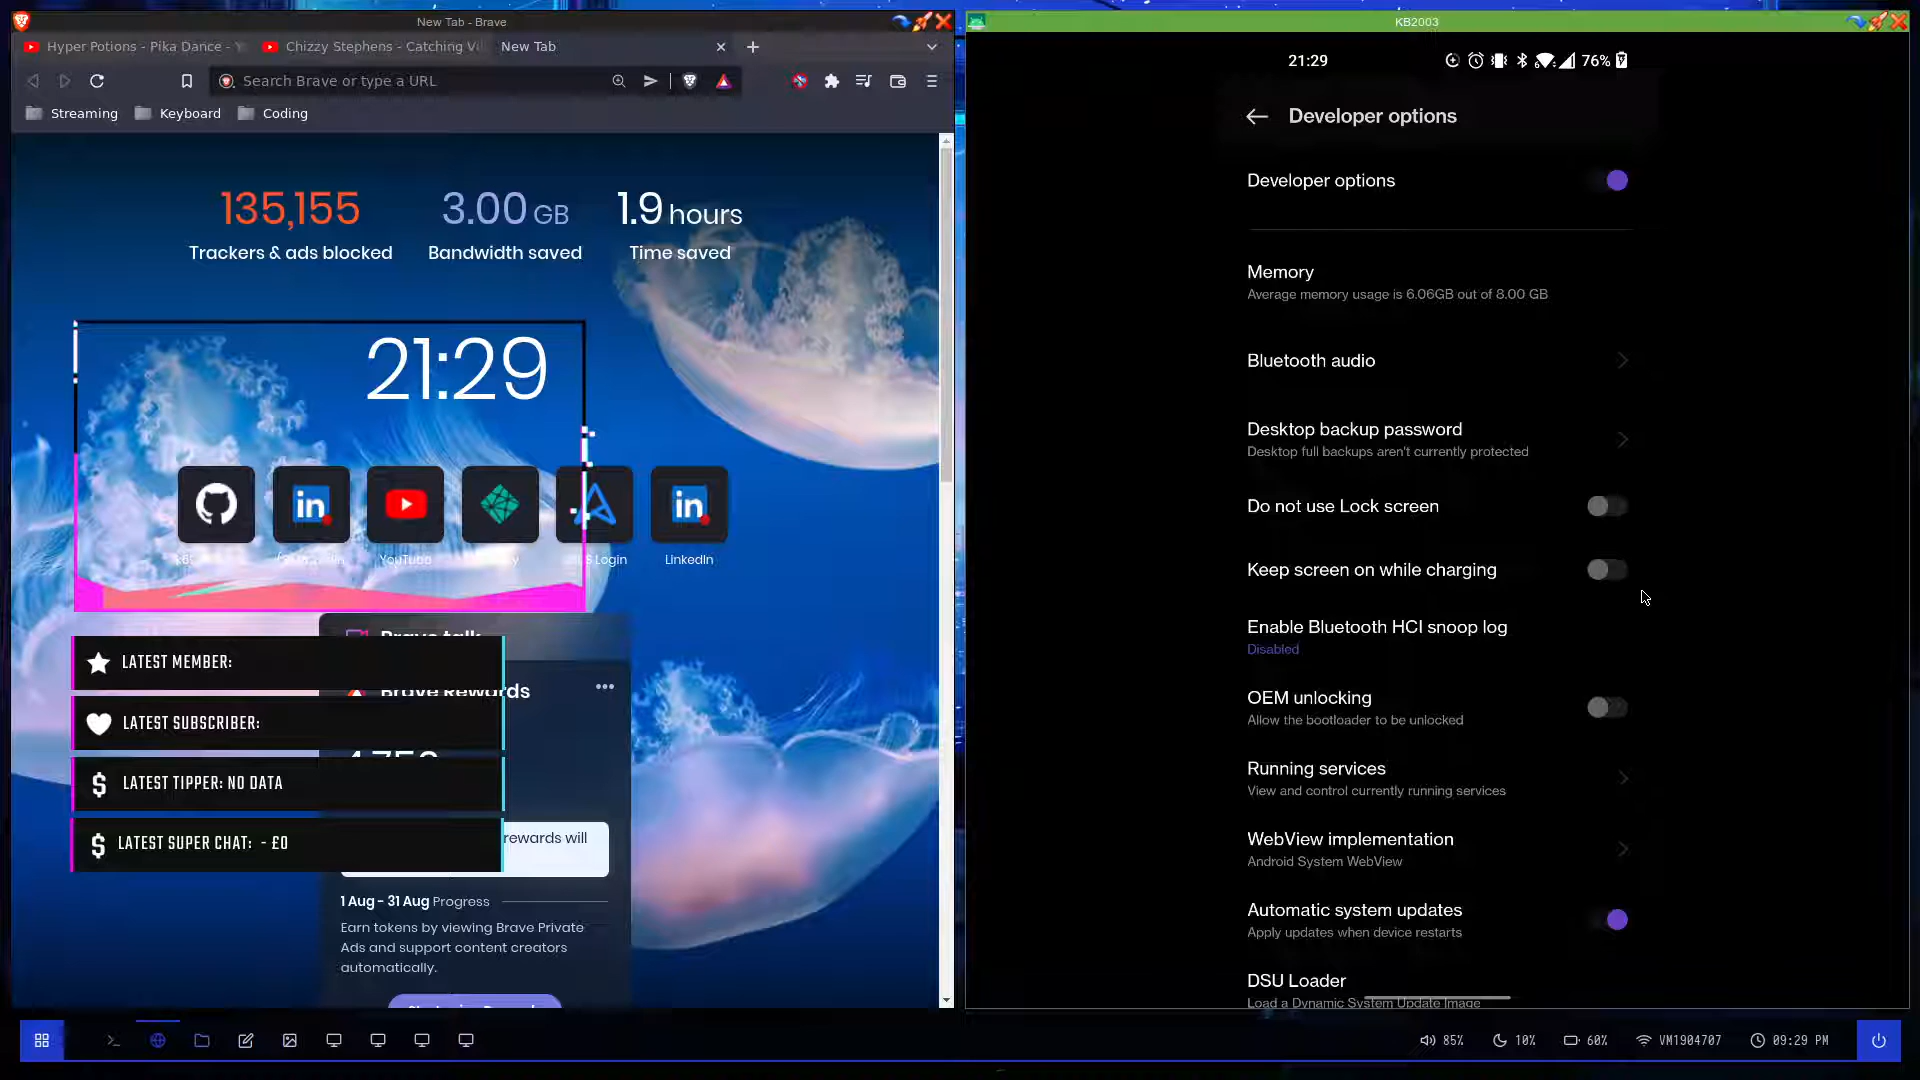 New Tab - Brave
Hyper Potions - Pika Dance -
Chizzy Stephens - Catching Vi
New Tab
Search Brave or type a URL
Streaming
Keyboard
Coding
135,155
Trackers & ads blocked
3.00 GB
Bandwidth saved
1.9 hours
Time saved
21:29
YouTube
Login
LinkedIn
Brave talk
Brave Rewards
LATEST MEMBER:
LATEST SUBSCRIBER:
LATEST TIPPER: NO DATA
LATEST SUPER CHAT: - £0
rewards will
1 Aug - 31 Aug Progress
Earn tokens by viewing Brave Private
Ads and support content creators
automatically.
KB2003
21:29
76%
Developer options
Developer options
Memory
Average memory usage is 6.06GB out of 8.00 GB
Bluetooth audio
Desktop backup password
Desktop full backups aren't currently protected
Do not use Lock screen
Keep screen on while charging
Enable Bluetooth HCI snoop log
Disabled
OEM unlocking
Allow the bootloader to be unlocked
Running services
View and control currently running services
WebView implementation
Android System WebView
Automatic system updates
Apply updates when device restarts
DSU Loader
Load a Dynamic System Update Image
85%
10%
60%
VM1904707
09:29 PM